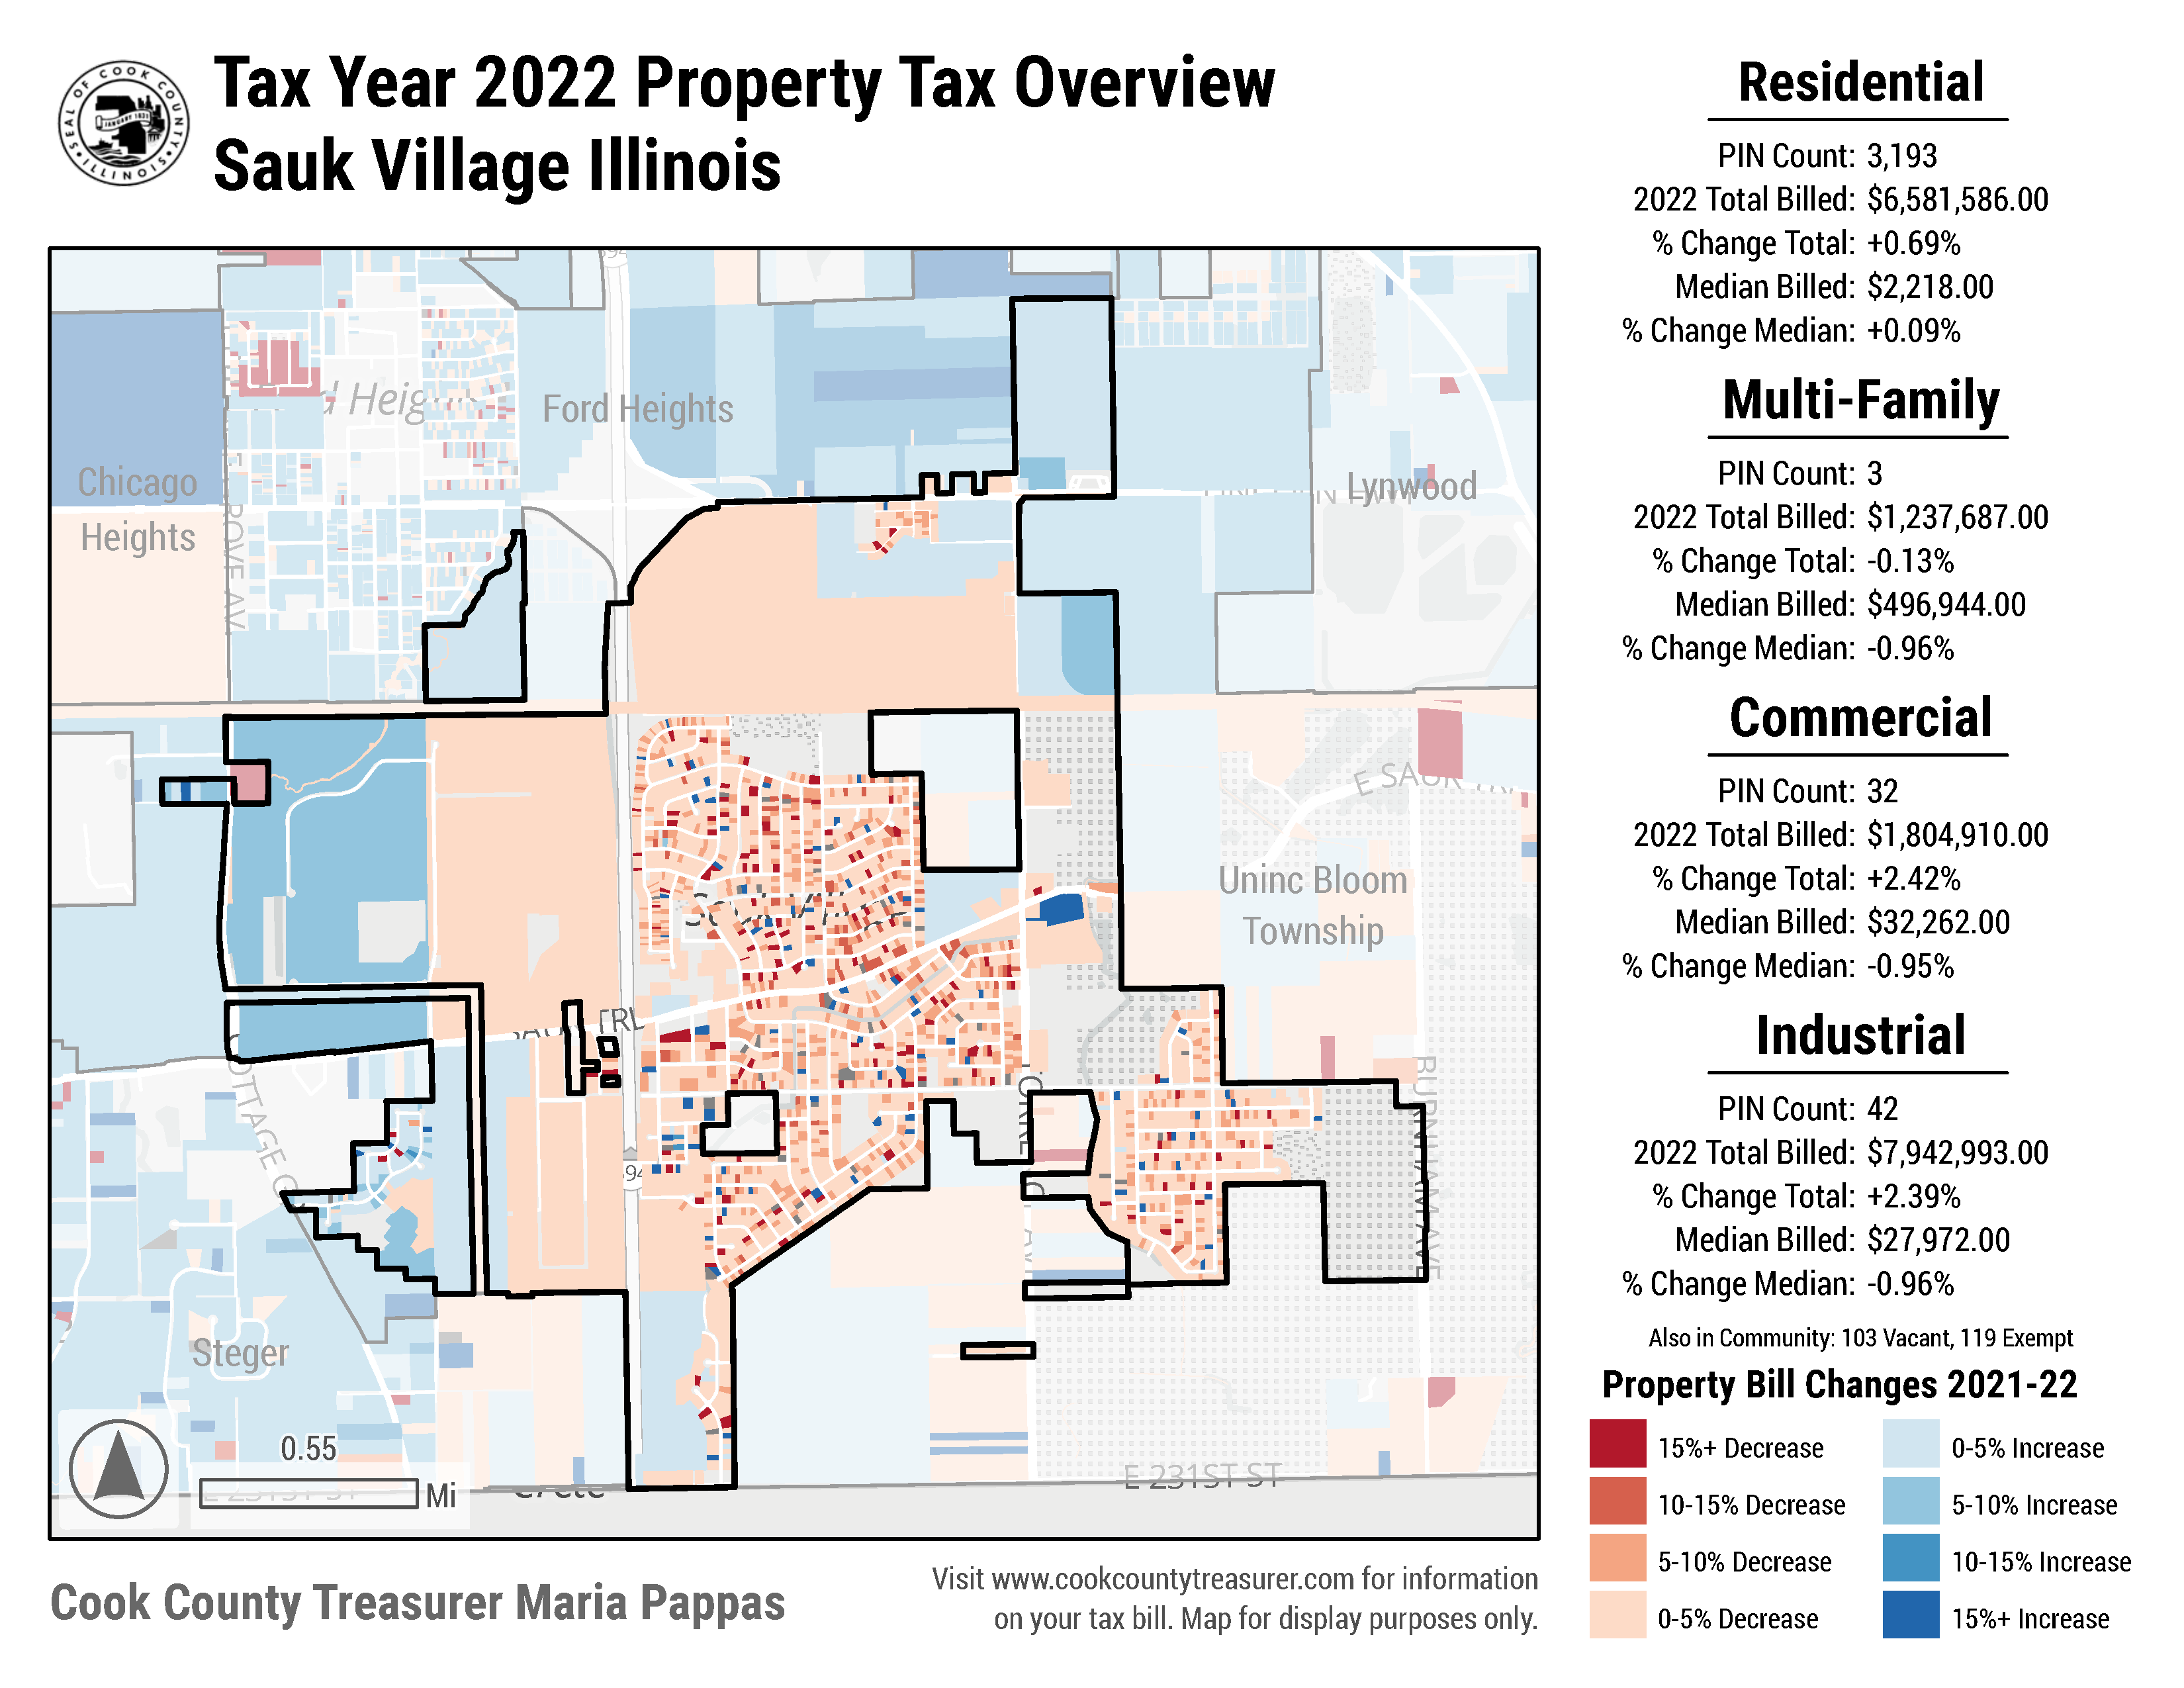 Tax Year 2022 Property Tax Overview
Sauk Village Illinois
SEAL OF COOK COUNTY
ILLINOIS
JANUARY 1831
Ford Heights
Chicago
Heights
Lynwood
Uninc Bloom
Township
Steger
E 231ST ST
0.55
Mi
Residential
PIN Count: 3,193
2022 Total Billed: $6,581,586.00
% Change Total: +0.69%
Median Billed: $2,218.00
% Change Median: +0.09%
Multi-Family
PIN Count: 3
2022 Total Billed: $1,237,687.00
% Change Total: -0.13%
Median Billed: $496,944.00
% Change Median: -0.96%
Commercial
PIN Count: 32
2022 Total Billed: $1,804,910.00
% Change Total: +2.42%
Median Billed: $32,262.00
% Change Median: -0.95%
Industrial
PIN Count: 42
2022 Total Billed: $7,942,993.00
% Change Total: +2.39%
Median Billed: $27,972.00
% Change Median: -0.96%
Also in Community: 103 Vacant, 119 Exempt
Property Bill Changes 2021-22
15%+ Decrease
10-15% Decrease
5-10% Decrease
0-5% Decrease
0-5% Increase
5-10% Increase
10-15% Increase
15%+ Increase
Cook County Treasurer Maria Pappas
Visit www.cookcountytreasurer.com for information
on your tax bill. Map for display purposes only.